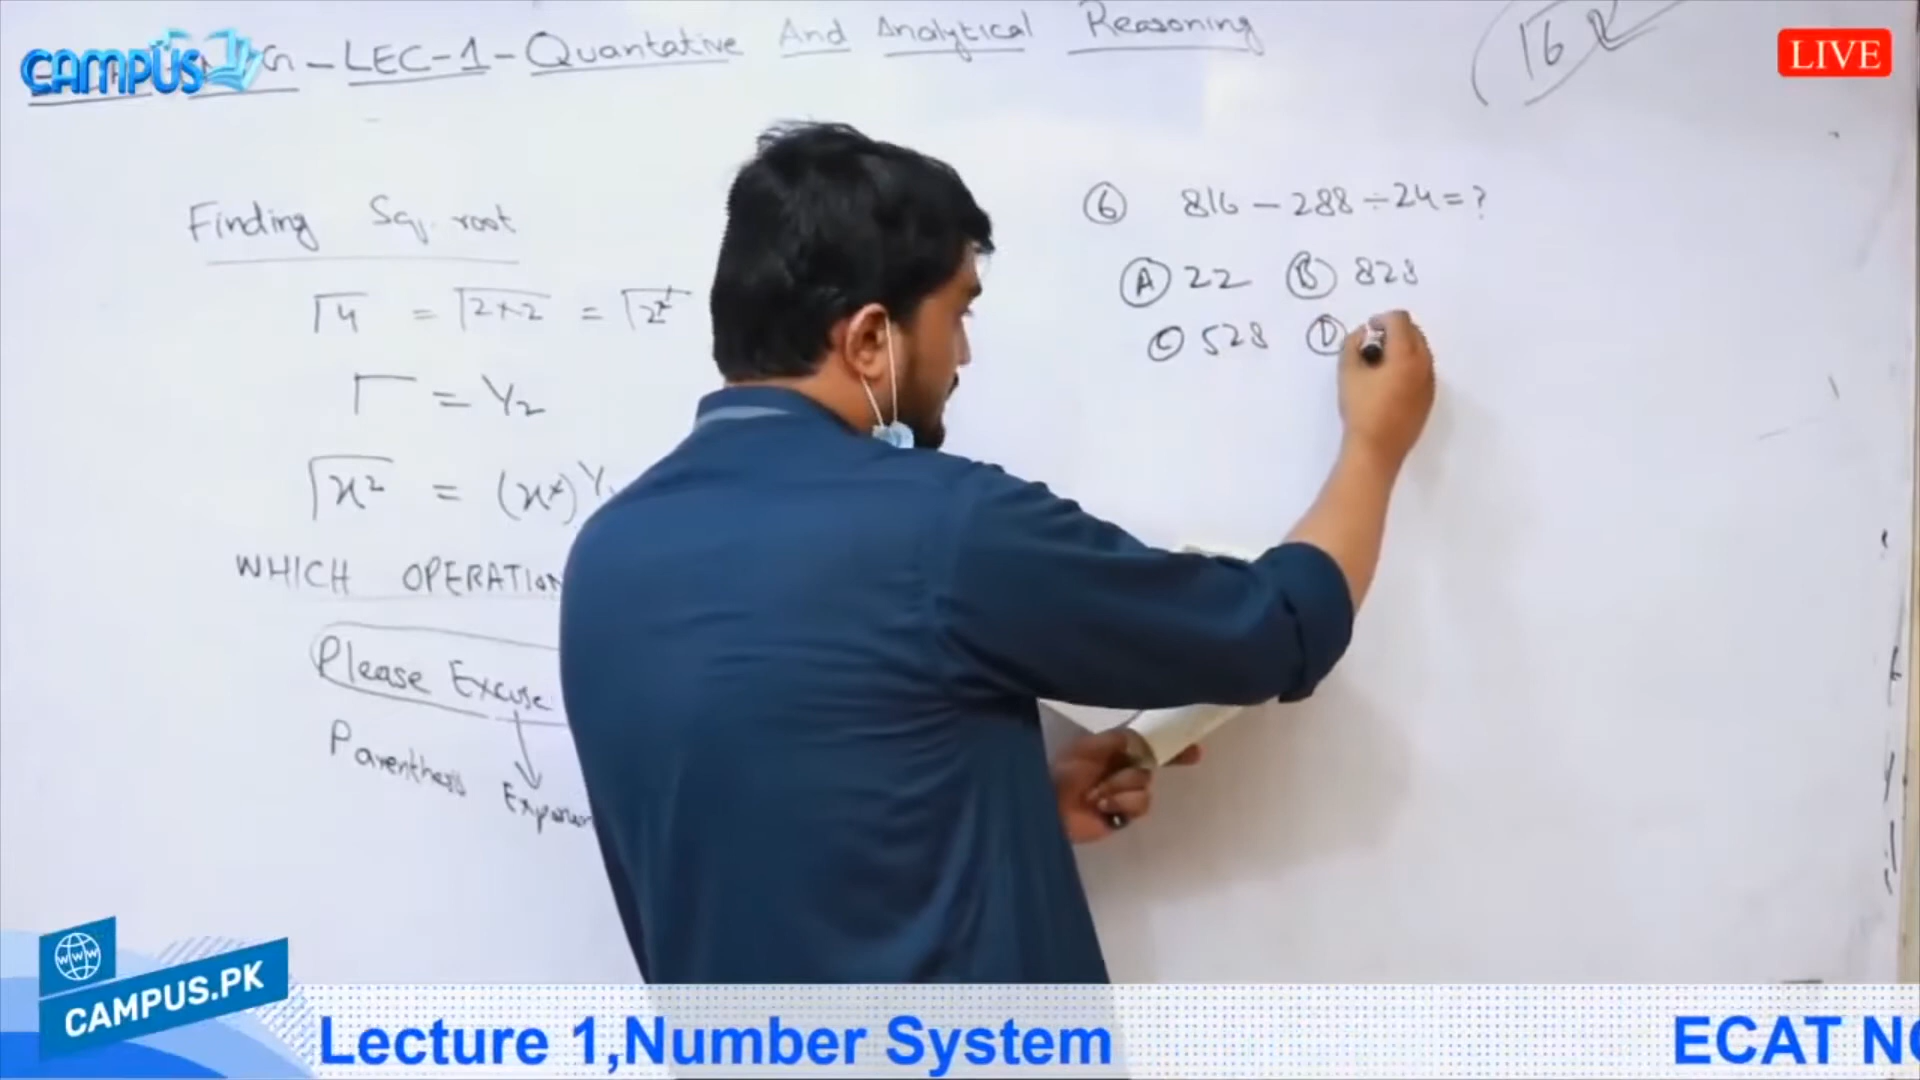 CAMPUS
LEC-1-Quantative And Analytical Reasoning
16
LIVE
Finding Sq. root
√4 = √2×2 = √2²
√ = 1/2
√x² = (x²)
WHICH OPERATION
Please Excuse
Parenthesis
⑥ 816 - 288 ÷ 24 = ?
Ⓐ 22 Ⓑ 828
Ⓒ 528 Ⓓ
WWW
CAMPUS.PK
Lecture 1,Number System
ECAT